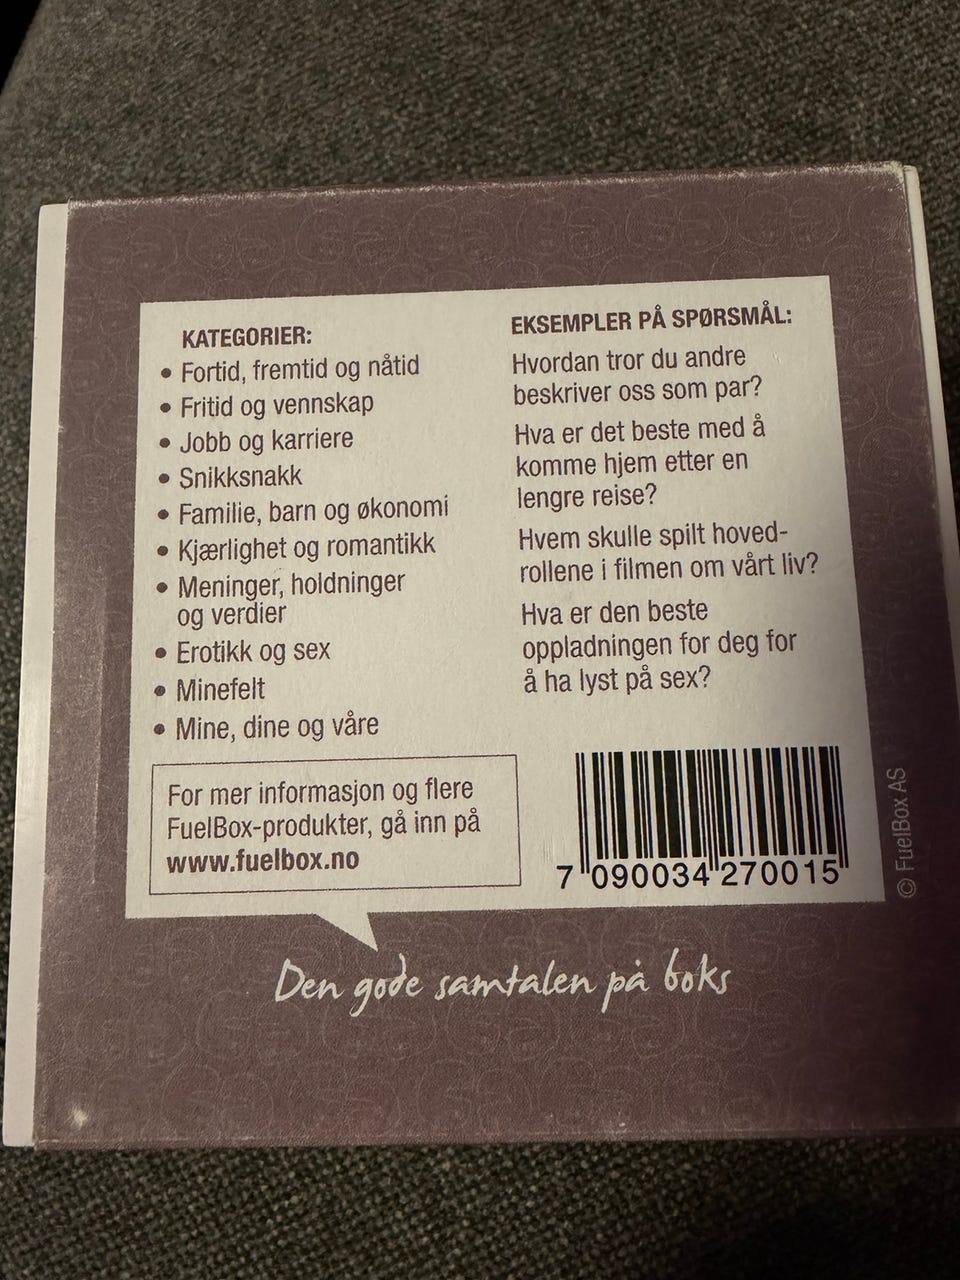 KATEGORIER:
• Fortid, fremtid og nåtid
• Fritid og vennskap
• Jobb og karriere
• Snikksnakk
• Familie, barn og økonomi
• Kjærlighet og romantikk
• Meninger, holdninger
og verdier
• Erotikk og sex
• Minefelt
• Mine, dine og våre
For mer informasjon og flere
FuelBox-produkter, gå inn på
www.fuelbox.no
EKSEMPLER PÅ SPØRSMÅL:
Hvordan tror du andre
beskriver oss som par?
Hva er det beste med å
komme hjem etter en
lengre reise?
Hvem skulle spilt hoved-
rollene i filmen om vårt liv?
Hva er den beste
oppladningen for deg for
å ha lyst på sex?
7 090034 270015
© FuelBox AS
Den gode samtalen på boks